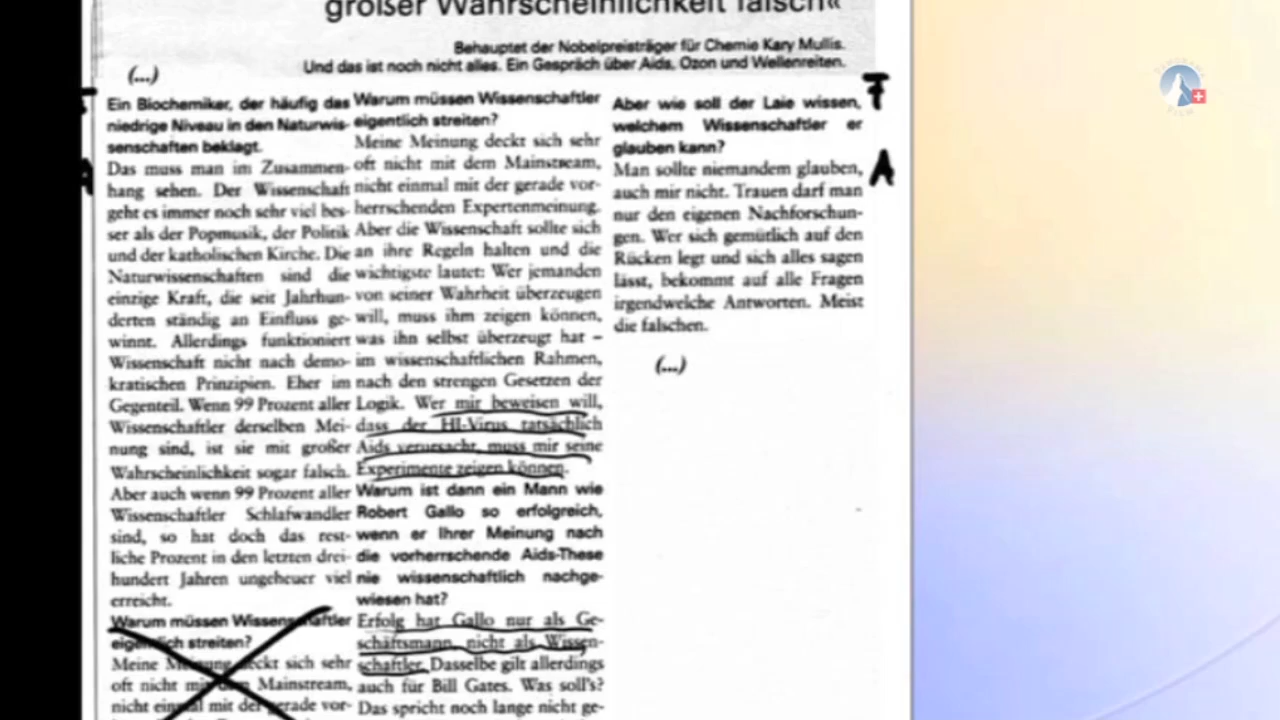 großer Wahrscheinlichkeit falsch«
Behauptet der Nobelpreisträger für Chemie Kary Mullis.
Und das ist noch nicht alles. Ein Gespräch über Aids, Ozon und Wellenreiten.
(...)
Ein Biochemiker, der häufig das
niedrige Niveau in den Naturwis-
senschaften beklagt.
Das muss man im Zusammen-
hang sehen. Der Wissenschaft
geht es immer noch sehr viel bes-
ser als der Popmusik, der Politik
und der katholischen Kirche. Die
Naturwissenschaften sind die
einzige Kraft, die seit Jahrhun-
derten ständig an Einfluss ge-
winnt. Allerdings funktioniert
Wissenschaft nicht nach demo-
kratischen Prinzipien. Eher im
Gegenteil. Wenn 99 Prozent aller
Wissenschaftler derselben Mei-
nung sind, ist sie mit großer
Wahrscheinlichkeit sogar falsch.
Aber auch wenn 99 Prozent aller
Wissenschaftler Schlafwandler
sind, so hat doch das rest-
liche Prozent in den letzten drei-
hundert Jahren ungeheuer viel
erreicht.
Warum müssen Wissenschaftler
eigentlich streiten?
Meine Meinung deckt sich sehr
oft nicht mit dem Mainstream,
nicht einmal mit der gerade vor-
Warum müssen Wissenschaftler
eigentlich streiten?
Meine Meinung deckt sich sehr
oft nicht mit dem Mainstream,
nicht einmal mit der gerade vor-
herrschenden Expertenmeinung.
Aber die Wissenschaft sollte sich
an ihre Regeln halten und die
wichtigste lautet: Wer jemanden
von seiner Wahrheit überzeugen
will, muss ihm zeigen können,
was ihn selbst überzeugt hat –
im wissenschaftlichen Rahmen,
nach den strengen Gesetzen der
Logik. Wer mir beweisen will,
dass der HI-Virus tatsächlich
Aids verursacht, muss mir seine
Experimente zeigen können.
Warum ist dann ein Mann wie
Robert Gallo so erfolgreich,
wenn er Ihrer Meinung nach
die vorherrschende Aids-These
nie wissenschaftlich nachge-
wiesen hat?
Erfolg hat Gallo nur als Ge-
schäftsmann, nicht als Wissen-
schaftler. Dasselbe gilt allerdings
auch für Bill Gates. Was soll's?
Das spricht noch lange nicht ge-
Aber wie soll der Laie wissen,
welchem Wissenschaftler er
glauben kann?
Man sollte niemandem glauben,
auch mir nicht. Trauen darf man
nur den eigenen Nachforschun-
gen. Wer sich gemütlich auf den
Rücken legt und sich alles sagen
lässt, bekommt auf alle Fragen
irgendwelche Antworten. Meist
die falschen.
(...)
A